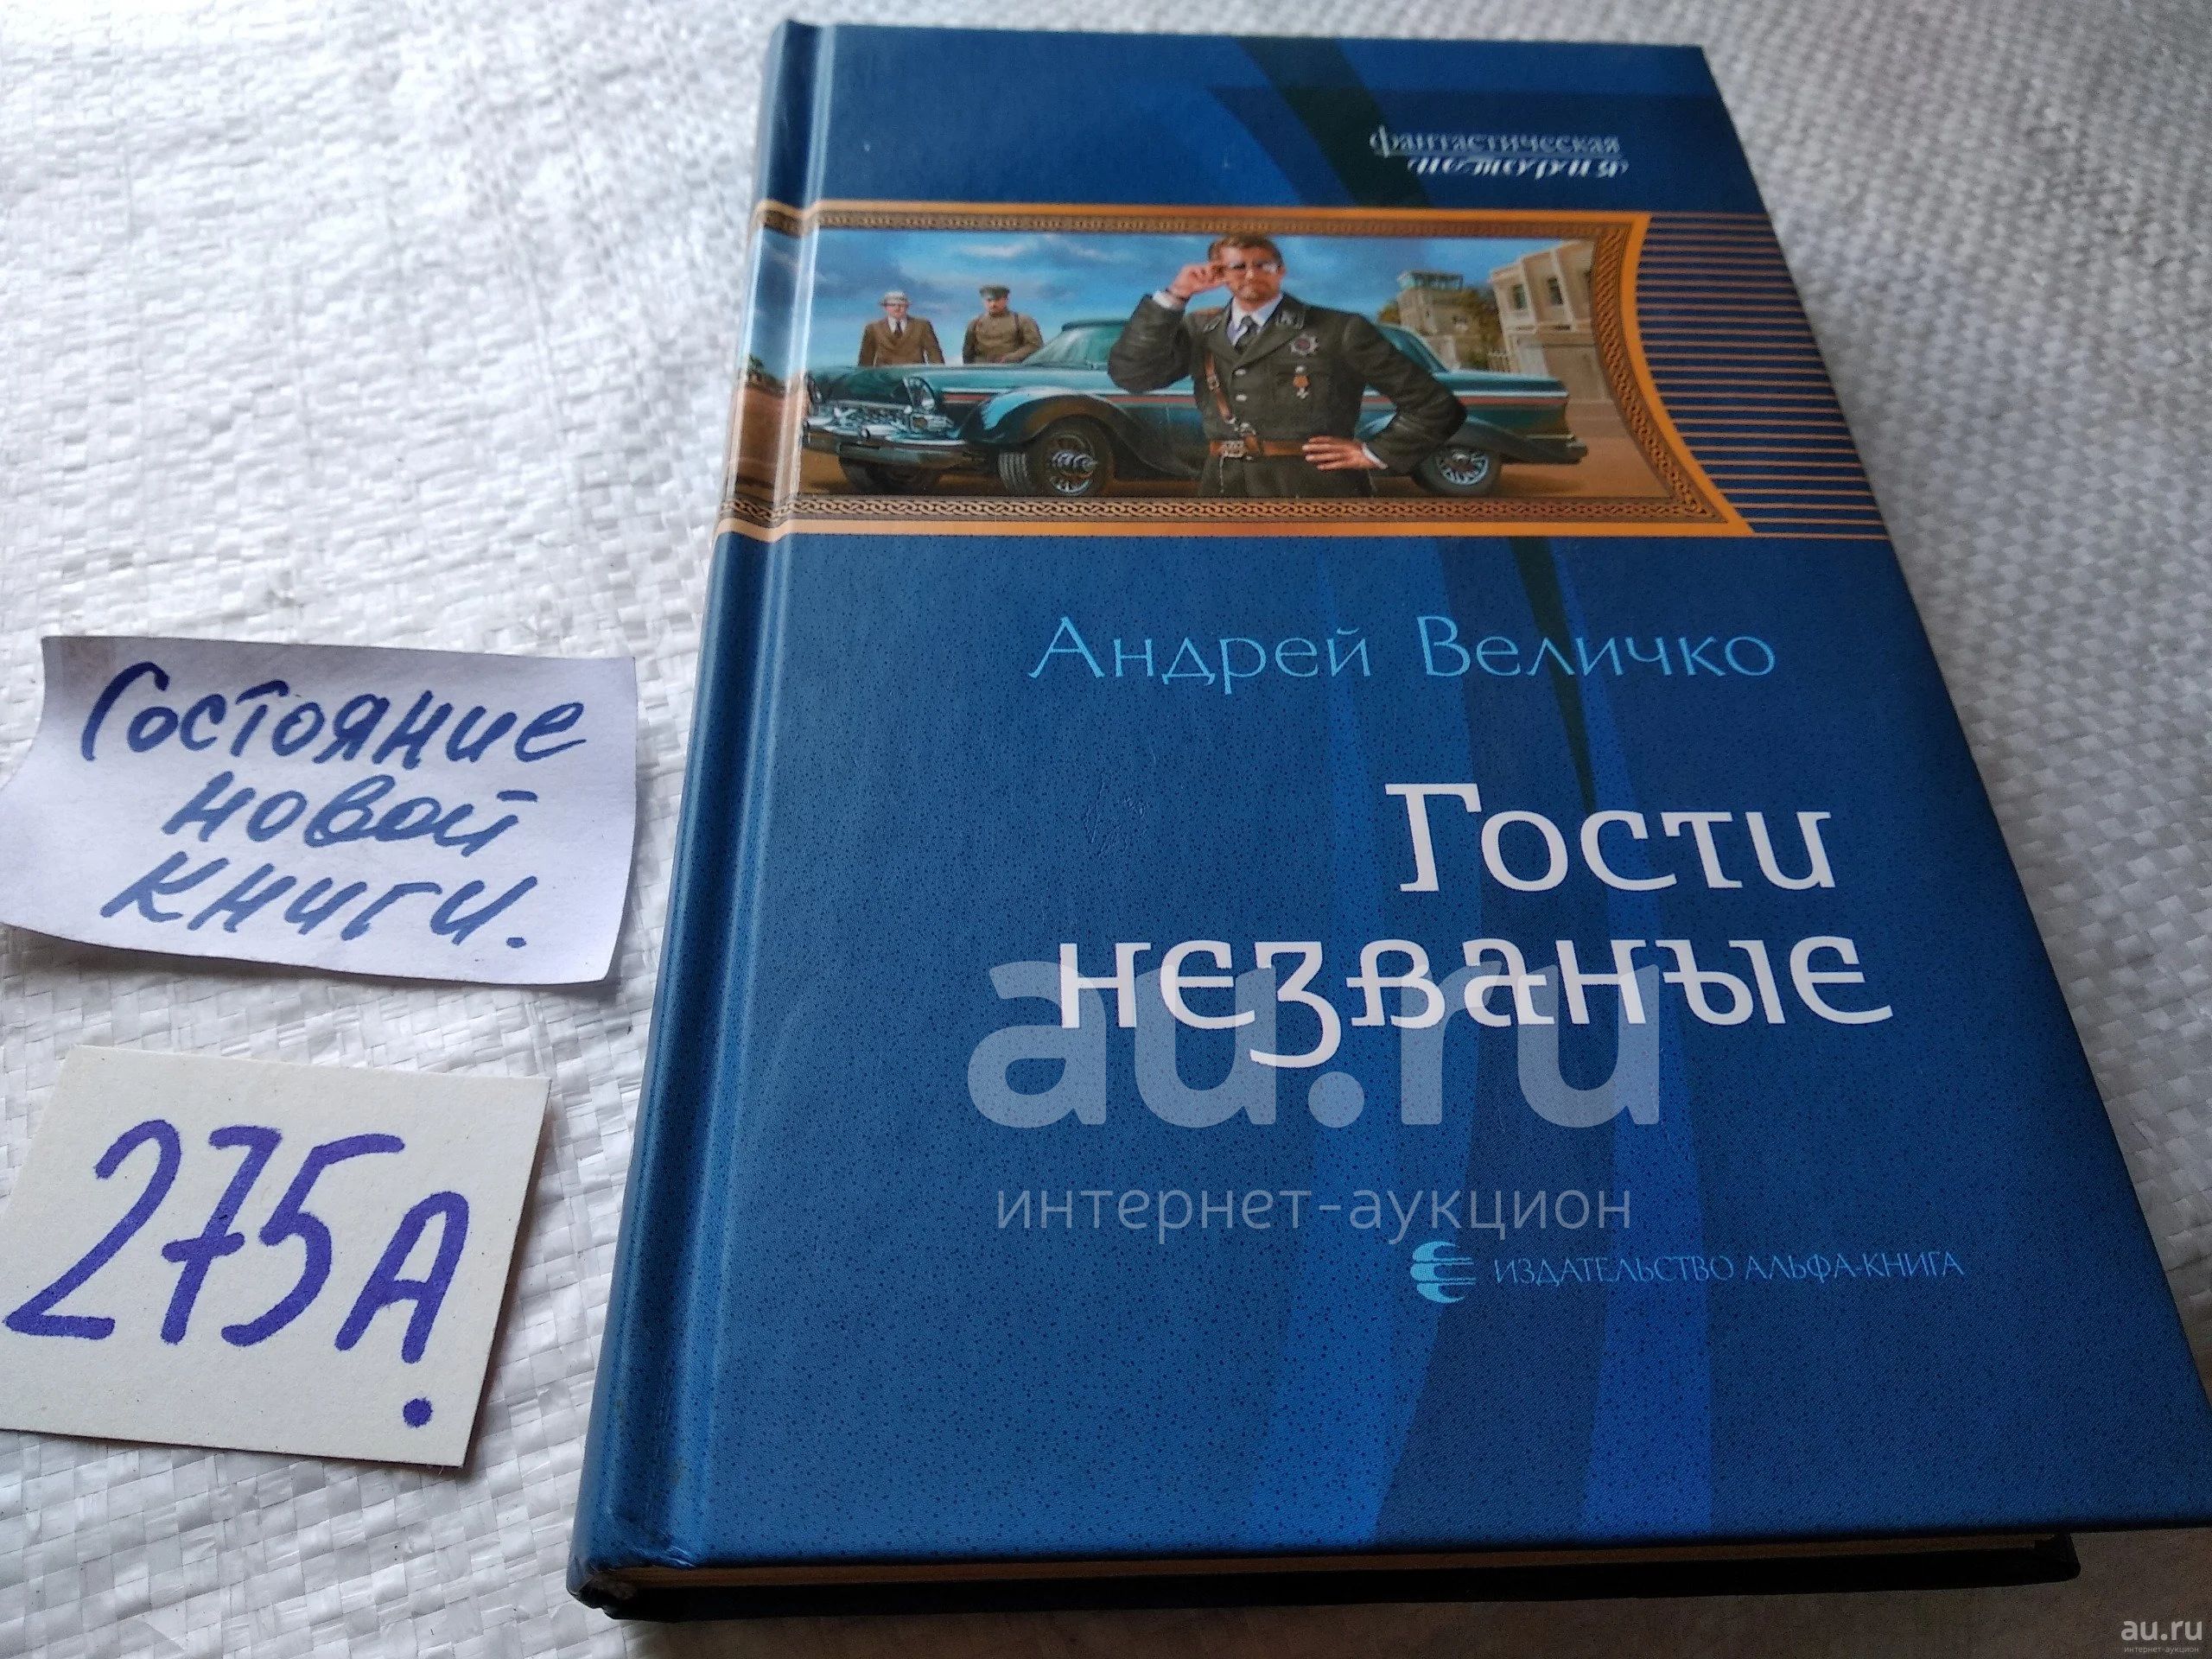 фантастическая
история
Андрей Величко
Гости
незваные
au.ru
интернет-аукцион
ИЗДАТЕЛЬСТВО АЛЬФА-КНИГА
Состояние
новой
книги.
275А.
au.ru
интернет-аукцион